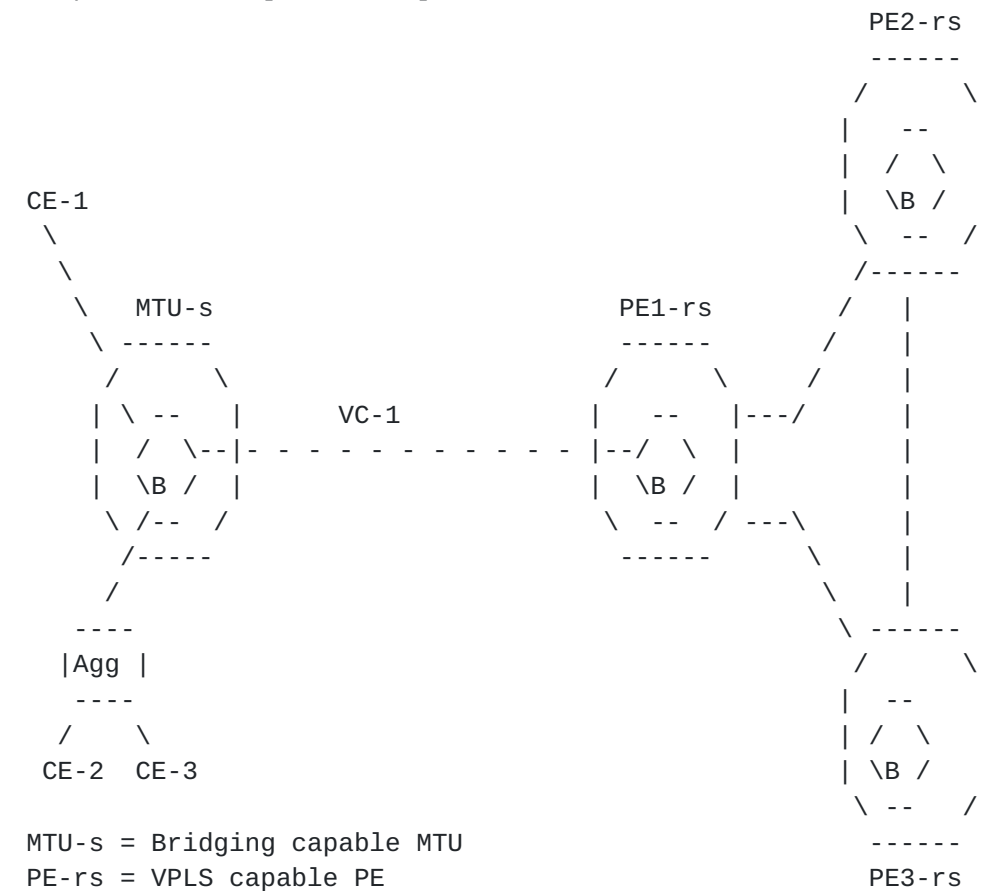 PE2-rs
------
/      \
|   --
|  /  \
CE-1 |  \B /
\ \  --  /
\ /------
\   MTU-s PE1-rs /   |
\ ------ ------ /    |
/      \ /      \ /     |
| \ --   | VC-1 |   --   |---/ |
|  /  \--|- - - - - - - - - - - |--/  \  | |
|  \B /  | |  \B /  | |
\ /--  / \  --  / ---\ |
/----- ------ \     |
/ \    |
---- \ ------
|Agg | /      \
---- |  --
/    \ | /  \
CE-2  CE-3 | \B /
\ --   /
MTU-s = Bridging capable MTU ------
PE-rs = VPLS capable PE PE3-rs